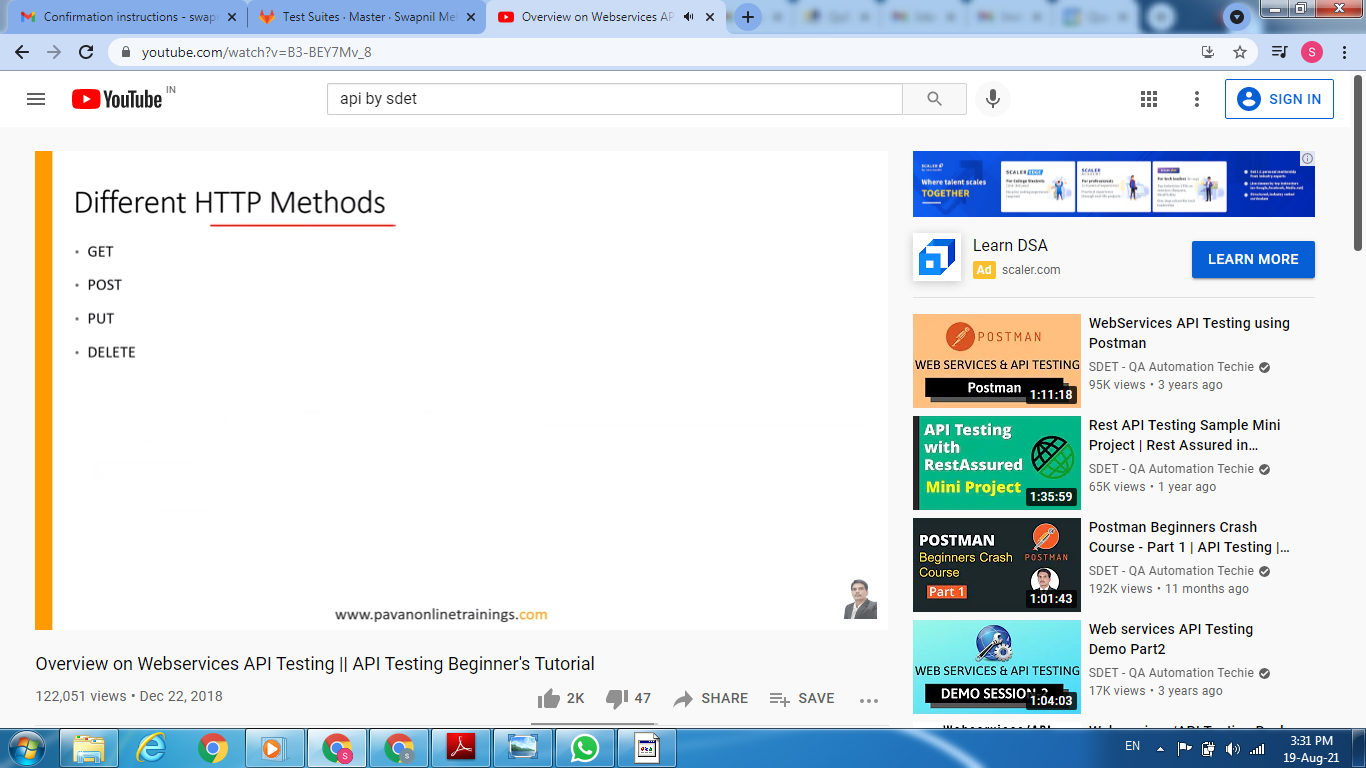 Confirmation instructions - swap
Test Suites · Master · Swapnil Me
Overview on Webservices AP
youtube.com/watch?v=B3-BEY7Mv_8
S
YouTube IN
api by sdet
SIGN IN
Different HTTP Methods
• GET
• POST
• PUT
• DELETE
www.pavanonlinetrainings.com
Overview on Webservices API Testing || API Testing Beginner's Tutorial
122,051 views • Dec 22, 2018
2K
47
SHARE
SAVE
SCALER
Where talent scales
TOGETHER
Learn DSA
Ad scaler.com
LEARN MORE
POSTMAN
WEB SERVICES & API TESTING
Postman
1:11:18
WebServices API Testing using
Postman
SDET - QA Automation Techie
95K views • 3 years ago
API Testing
with
RestAssured
Mini Project
1:35:59
Rest API Testing Sample Mini
Project | Rest Assured in…
SDET - QA Automation Techie
65K views • 1 year ago
POSTMAN
Beginners Crash
Course
Part 1
POSTMAN
1:01:43
Postman Beginners Crash
Course - Part 1 | API Testing |…
SDET - QA Automation Techie
192K views • 11 months ago
WEB SERVICES & API TESTING
DEMO SESSION
1:04:03
Web services API Testing
Demo Part2
SDET - QA Automation Techie
17K views • 3 years ago
EN
3:31 PM
19-Aug-21